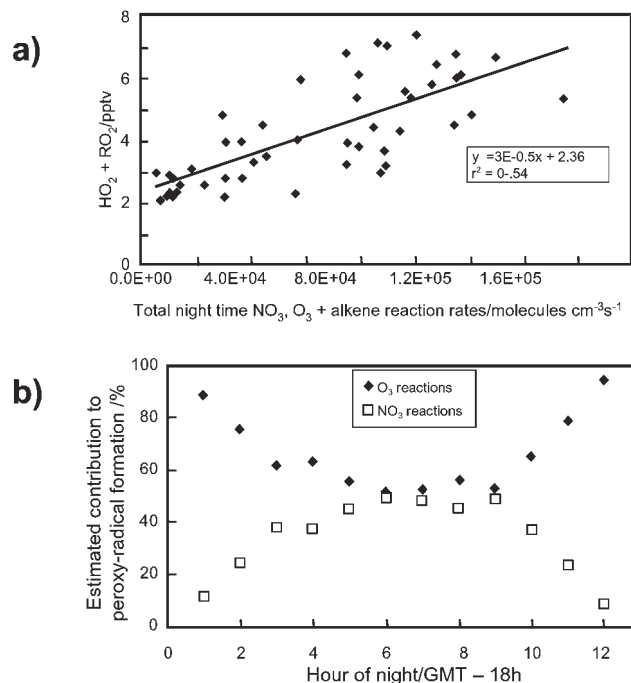 a)
HO2 + RO2/pptv
8
6
4
2
0
y =3E-0.5x + 2.36
r2 = 0-.54
0.0E+00
4.0E+04
8.0E+04
1.2E+05
1.6E+05
Total night time NO3, O3 + alkene reaction rates/molecules cm-3s-1
b)
Estimated contribution to
peroxy-radical formation /%
100
80
60
40
20
0
O3 reactions
NO3 reactions
0
2
4
6
8
10
12
Hour of night/GMT – 18h